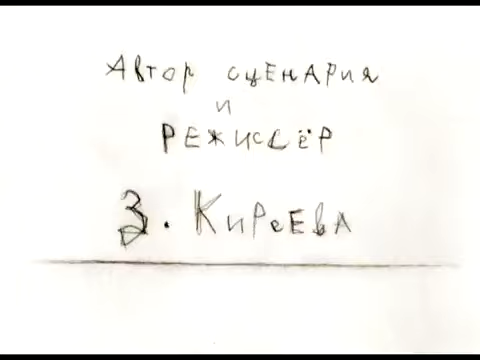 Автор сценария
и
режиссёр
З. Киреева